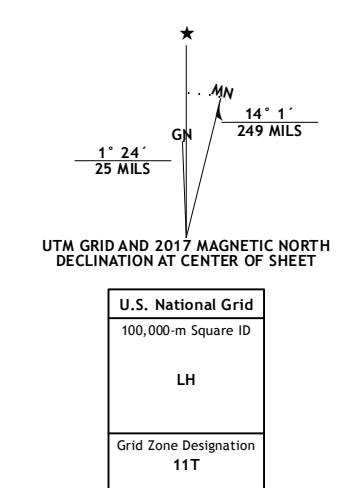 ★
MN
14° 1´
249 MILS
GN
1° 24´
25 MILS
UTM GRID AND 2017 MAGNETIC NORTH
DECLINATION AT CENTER OF SHEET
U.S. National Grid
100,000-m Square ID
LH
Grid Zone Designation
11T